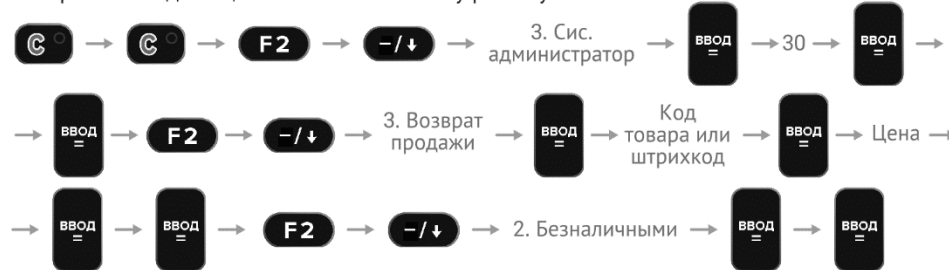 C → C → F2 → –/↓ → 3. Сис. администратор → ВВОД = → 30 → ВВОД = →
→ ВВОД = → F2 → –/↓ → 3. Возврат продажи → ВВОД = → Код товара или штрихкод → ВВОД = → Цена →
→ ВВОД = → ВВОД = → F2 → –/↓ → 2. Безналичными → ВВОД = → ВВОД =